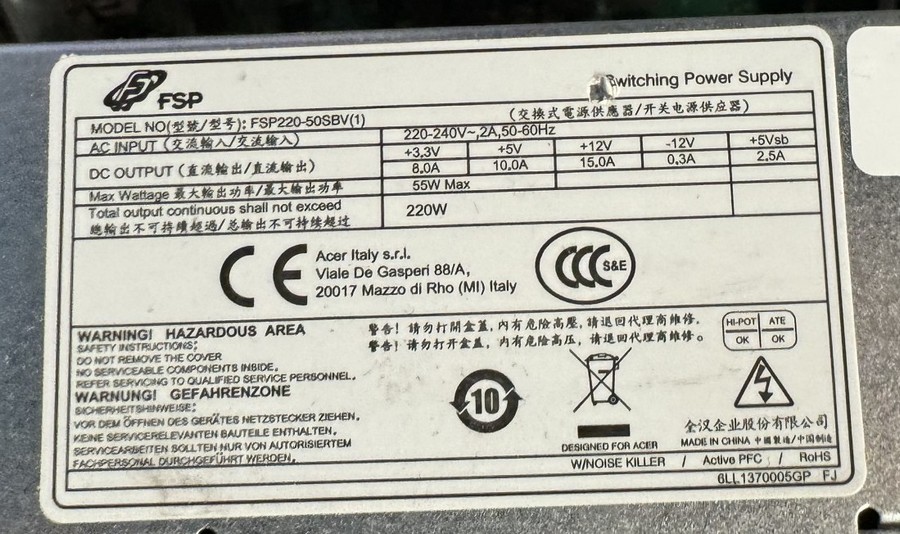 FSP
Switching Power Supply
(交換式電源供應器/开关电源供应器)
MODEL NO(型號/型号): FSP220-50SBV(1)
AC INPUT (交流輸入/交流输入)
220-240V~,2A,50-60Hz
DC OUTPUT (直流輸出/直流输出)
+3.3V +5V +12V -12V +5Vsb
8.0A 10.0A 15.0A 0.3A 2.5A
Max Wattage 最大輸出功率/最大输出功率
55W Max
Total output continuous shall not exceed
總輸出不可持續超過/总输出不可持续超过
220W
CE
Acer Italy s.r.l.
Viale De Gasperi 88/A,
20017 Mazzo di Rho (MI) Italy
CCC S&E
WARNING! HAZARDOUS AREA
SAFETY INSTRUCTIONS:
DO NOT REMOVE THE COVER
NO SERVICEABLE COMPONENTS INSIDE.
REFER SERVICING TO QUALIFIED SERVICE PERSONNEL.
WARNUNG! GEFAHRENZONE
SICHERHEITSHINWEISE:
VOR DEM ÖFFNEN DES GERÄTES NETZSTECKER ZIEHEN.
KEINE SERVICERELEVANTEN BAUTEILE ENTHALTEN.
SERVICEARBEITEN SOLLTEN NUR VON AUTORISIERTEM
FACHPERSONAL DURCHGEFÜHRT WERDEN.
警告! 請勿打開盒蓋, 內有危險高壓, 請退回代理商維修.
警告! 请勿打开盒盖, 内有危险高压, 请退回代理商维修。
HI-POT ATE
OK OK
10
DESIGNED FOR ACER
全汉企业股份有限公司
MADE IN CHINA 中國製造/中国制造
W/NOISE KILLER / Active PFC / RoHS
6LL1370005GP FJ